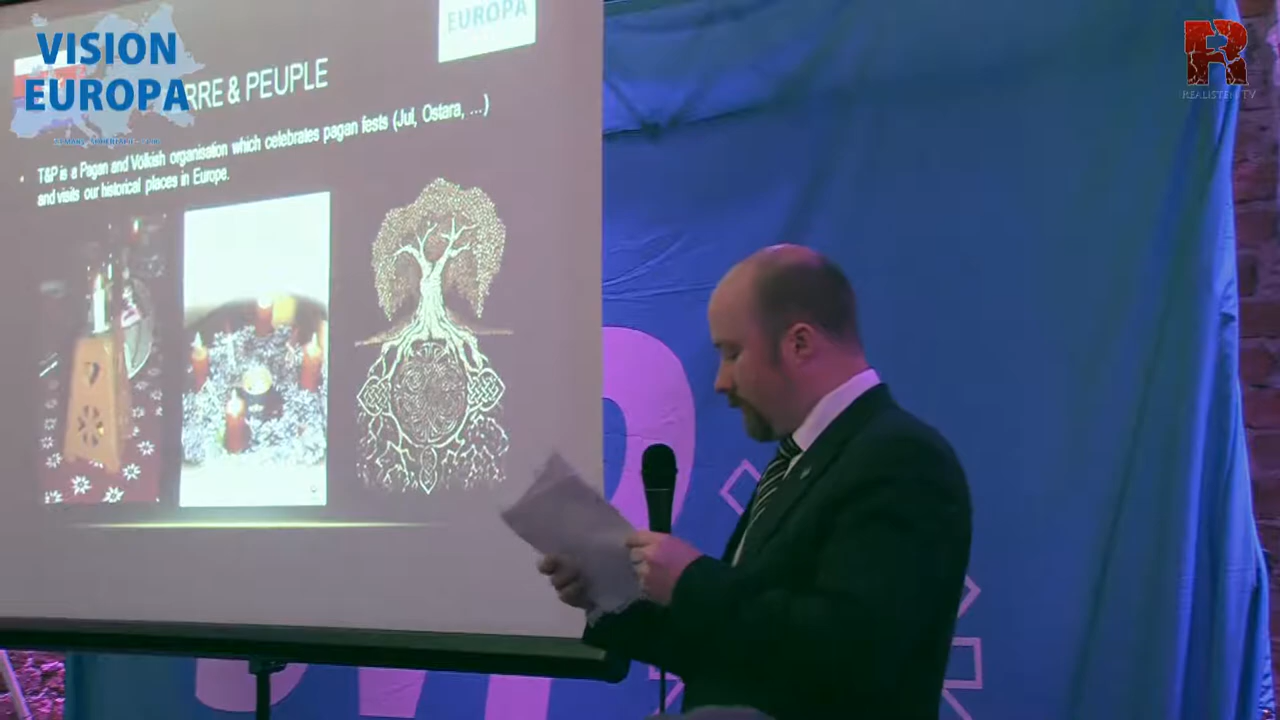 VISION
EUROPA
EUROPA
RRE & PEUPLE
• T&P is a Pagan and Völkish organisation which celebrates pagan fests (Jul, Ostara, ...)
and visits our historical places in Europe.
R
REALISTEN TV